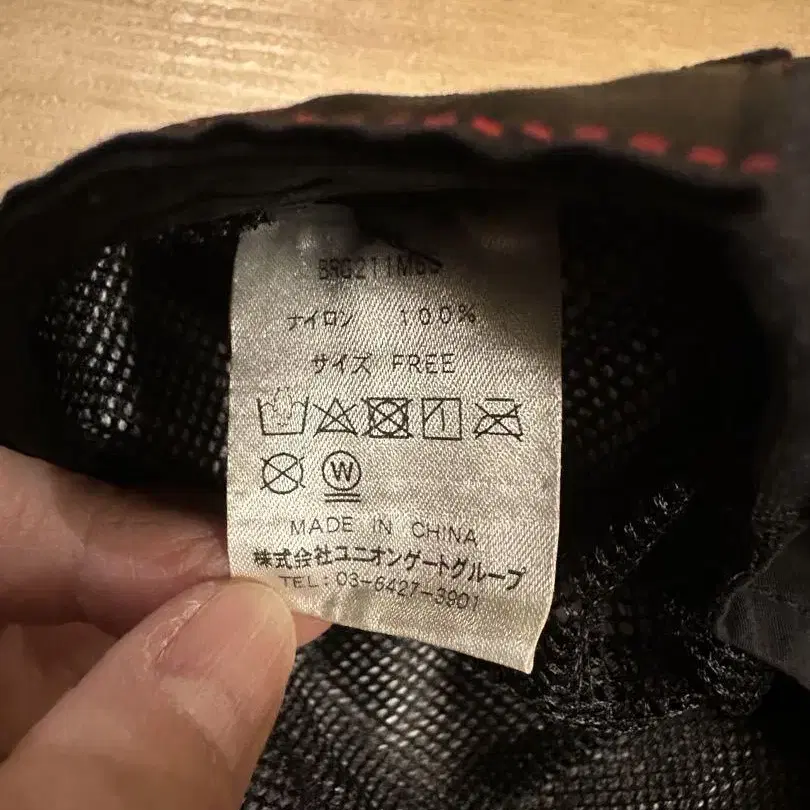 ナイロン 100%
サイズ FREE
W
MADE IN CHINA
株式会社ユニオンゲートグループ
TEL: 03-6427-3901